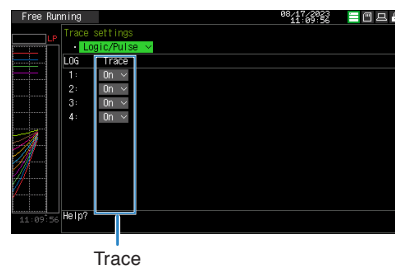 Free Running
08/17/2023
11:09:56
LP
Trace settings
Logic/Pulse
LOG Trace
1: On
2: On
3: On
4: On
11:09:56
Help?
Trace